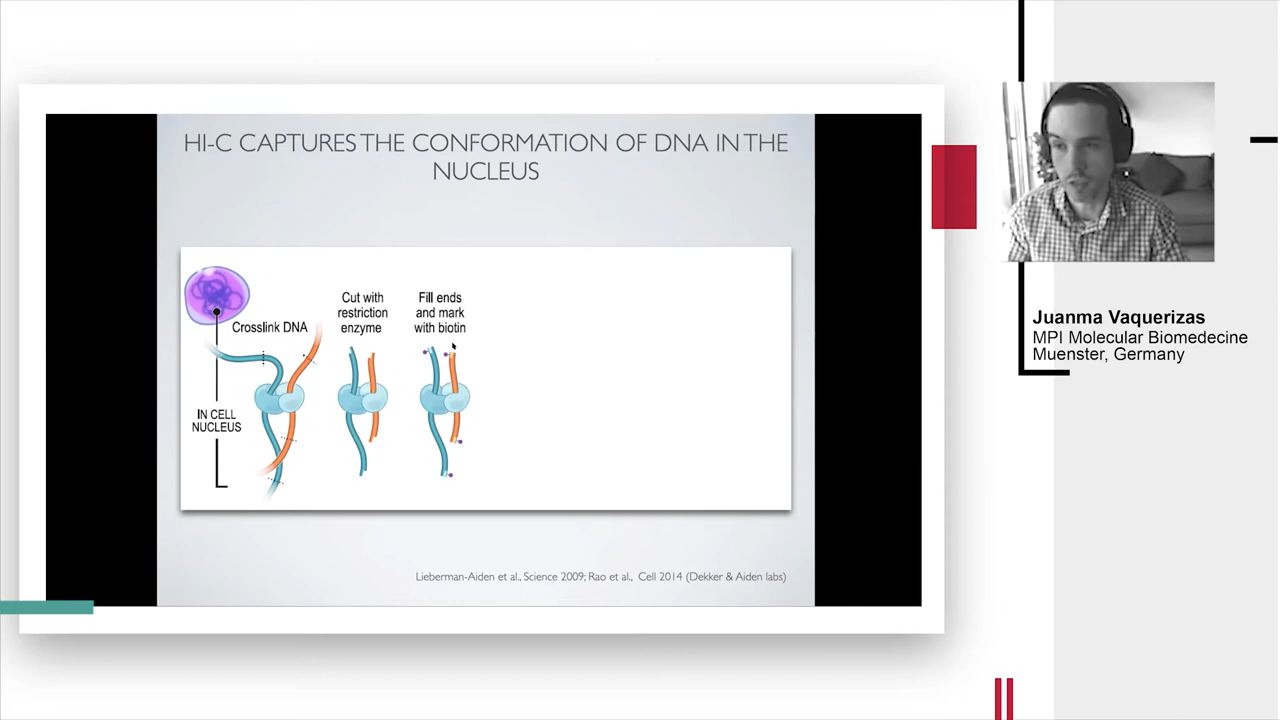 HI-C CAPTURES THE CONFORMATION OF DNA IN THE
NUCLEUS
Crosslink DNA
Cut with
restriction
enzyme
Fill ends
and mark
with biotin
IN CELL
NUCLEUS
Lieberman-Aiden et al., Science 2009; Rao et al., Cell 2014 (Dekker & Aiden labs)
Juanma Vaquerizas
MPI Molecular Biomedecine
Muenster, Germany